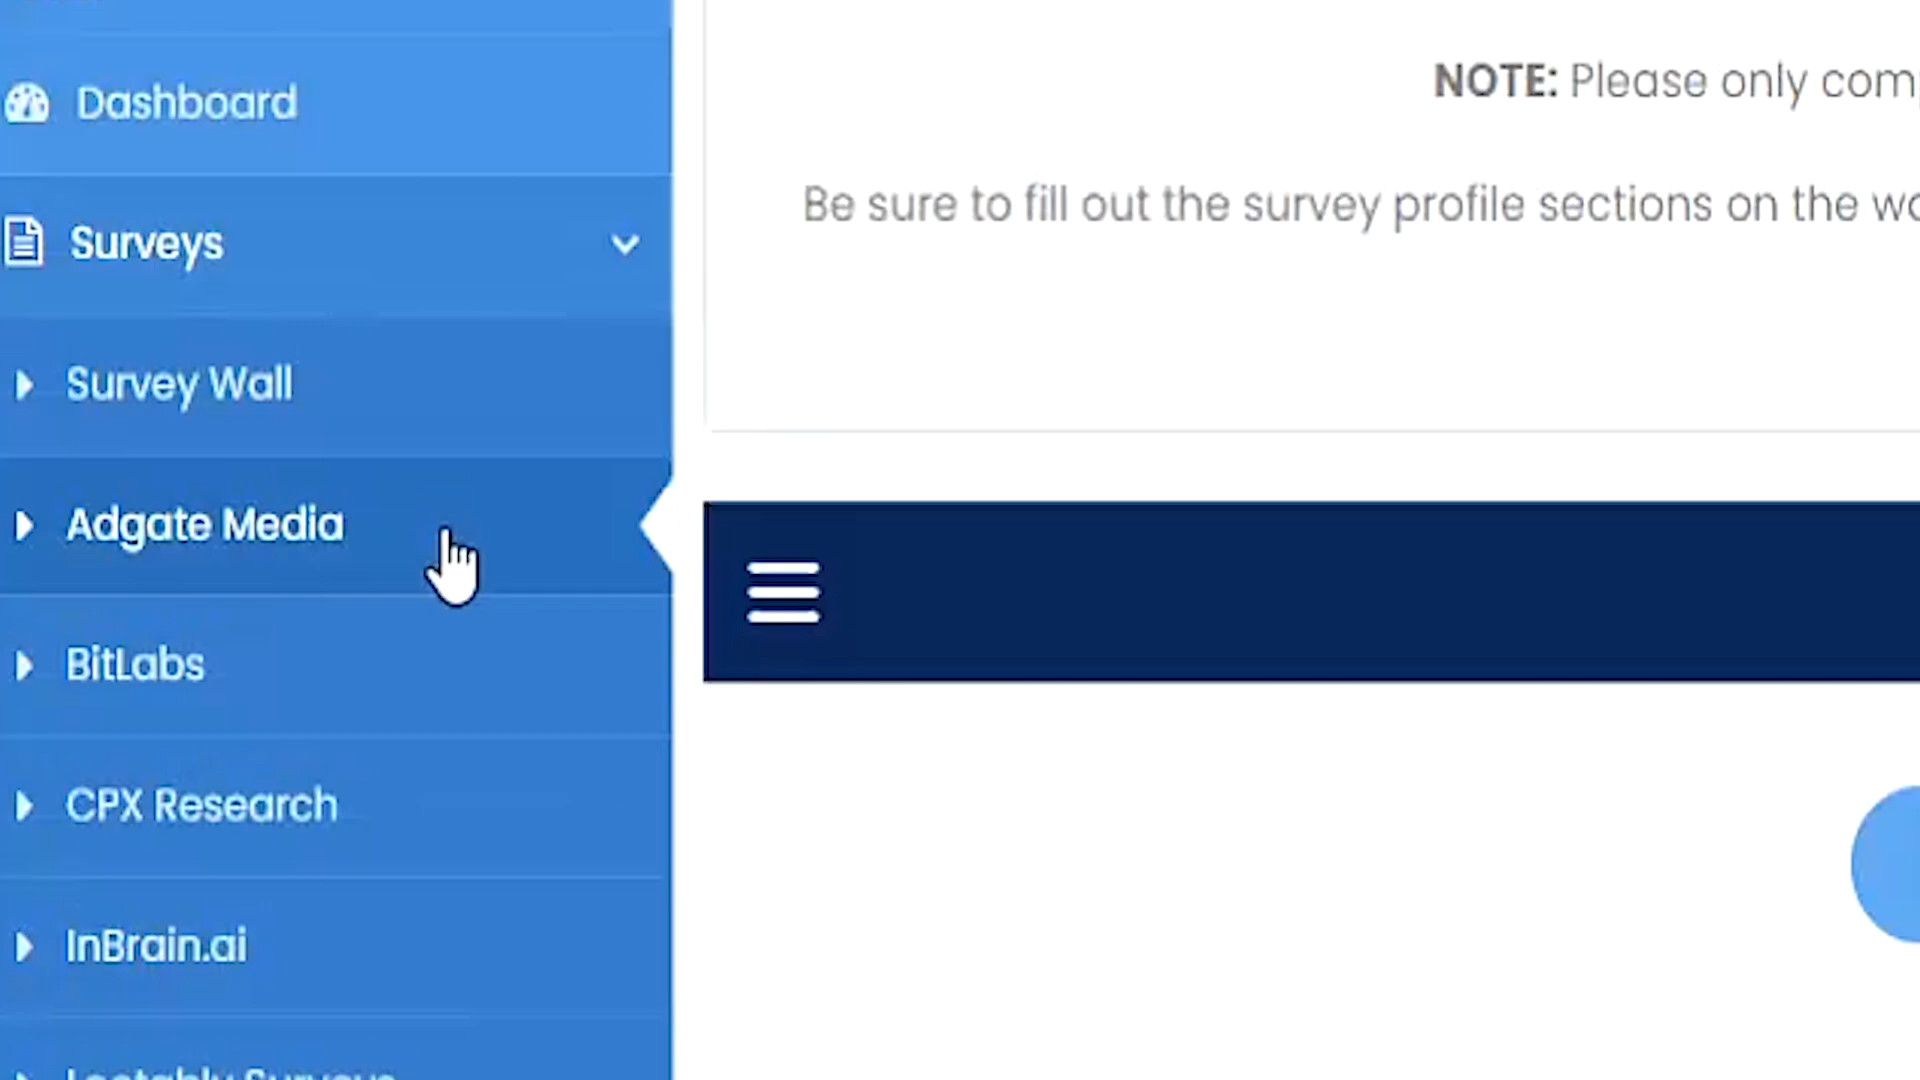 Dashboard
Surveys
Survey Wall
Adgate Media
BitLabs
CPX Research
InBrain.ai
NOTE: Please only
Be sure to fill out the survey profile sections on the